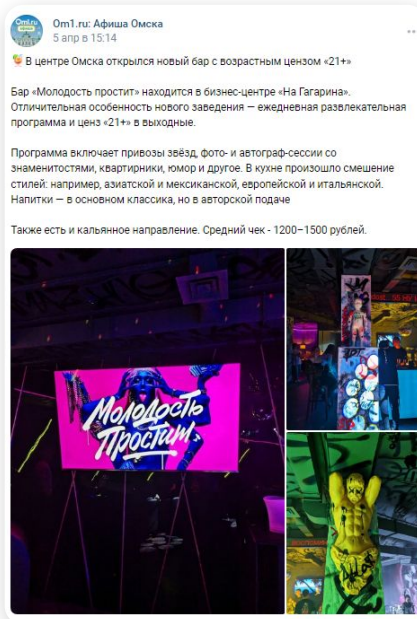 Om1.ru: Афиша Омска
5 апр в 15:14
В центре Омска открылся новый бар с возрастным цензом «21+»
Бар «Молодость простит» находится в бизнес-центре «На Гагарина».
Отличительная особенность нового заведения — ежедневная развлекательная
программа и ценз «21+» в выходные.
Программа включает привозы звёзд, фото- и автограф-сессии со
знаменитостями, квартирники, юмор и другое. В кухне произошло смешение
стилей: например, азиатской и мексиканской, европейской и итальянской.
Напитки — в основном классика, но в авторской подаче
Также есть и кальянное направление. Средний чек - 1200–1500 рублей.
Молодость
Простит